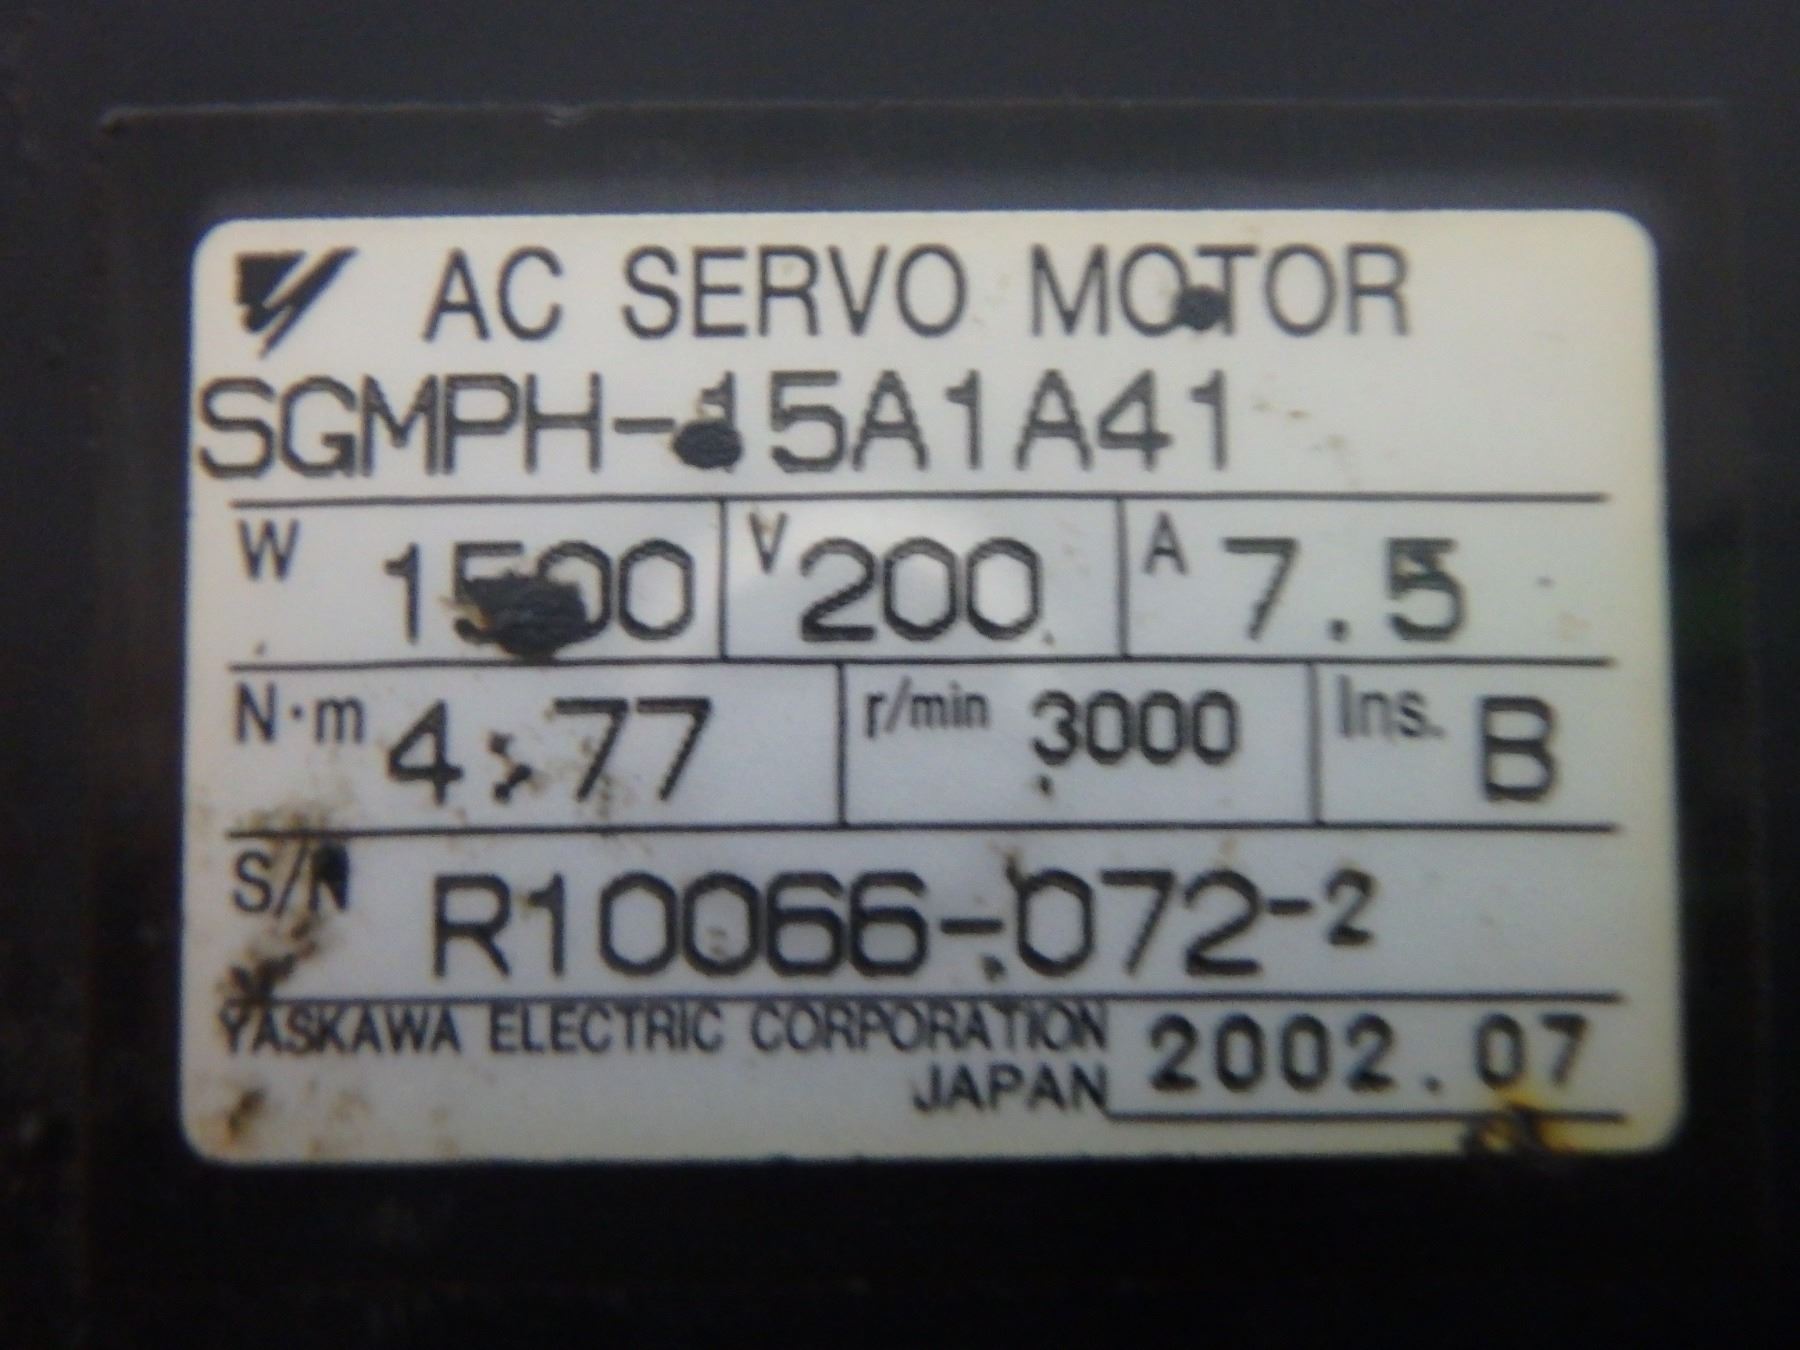 AC SERVO MOTOR
SGMPH-15A1A41
W 1500 V 200 A 7.5
N·m 4.77 r/min 3000 Ins. B
S/N R10066-072-2
YASKAWA ELECTRIC CORPORATION 2002.07
JAPAN